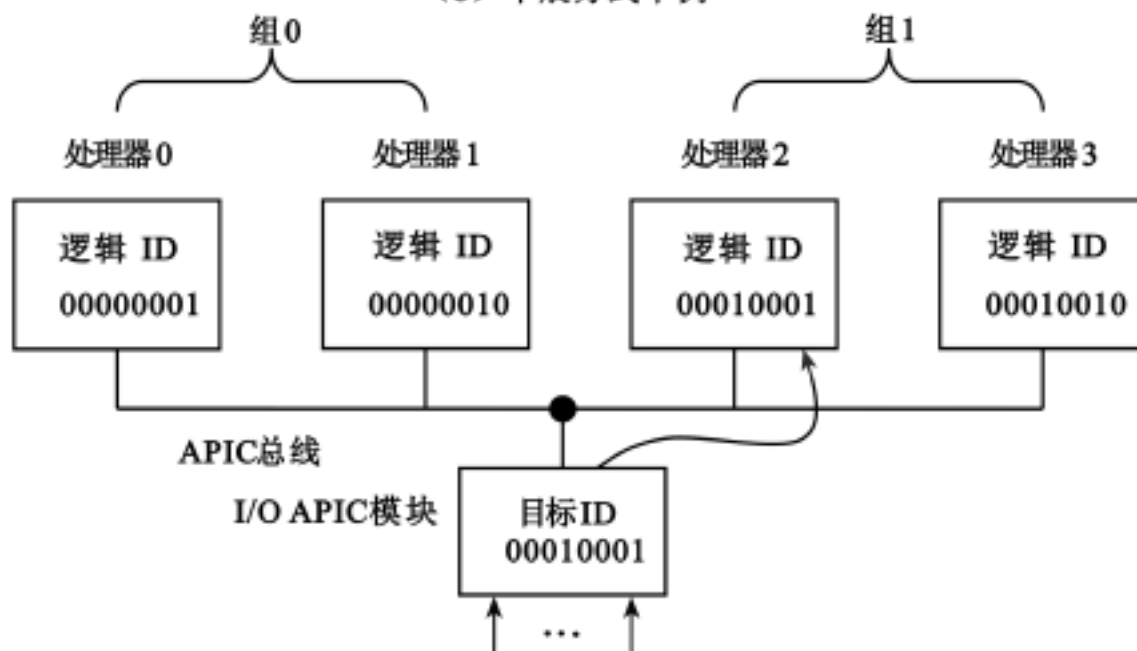 组0
组1
处理器0
处理器1
处理器2
处理器3
逻辑 ID
00000001
逻辑 ID
00000010
逻辑 ID
00010001
逻辑 ID
00010010
APIC总线
I/O APIC模块
目标ID
00010001
...